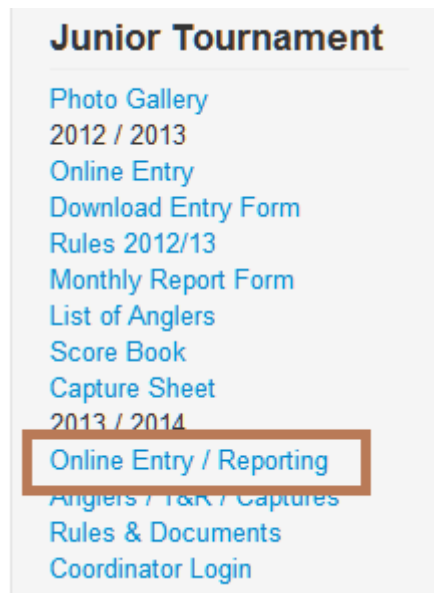 Junior Tournament
Photo Gallery
2012 / 2013
Online Entry
Download Entry Form
Rules 2012/13
Monthly Report Form
List of Anglers
Score Book
Capture Sheet
2013 / 2014
Online Entry / Reporting
Anglers / T&R / Captures
Rules & Documents
Coordinator Login